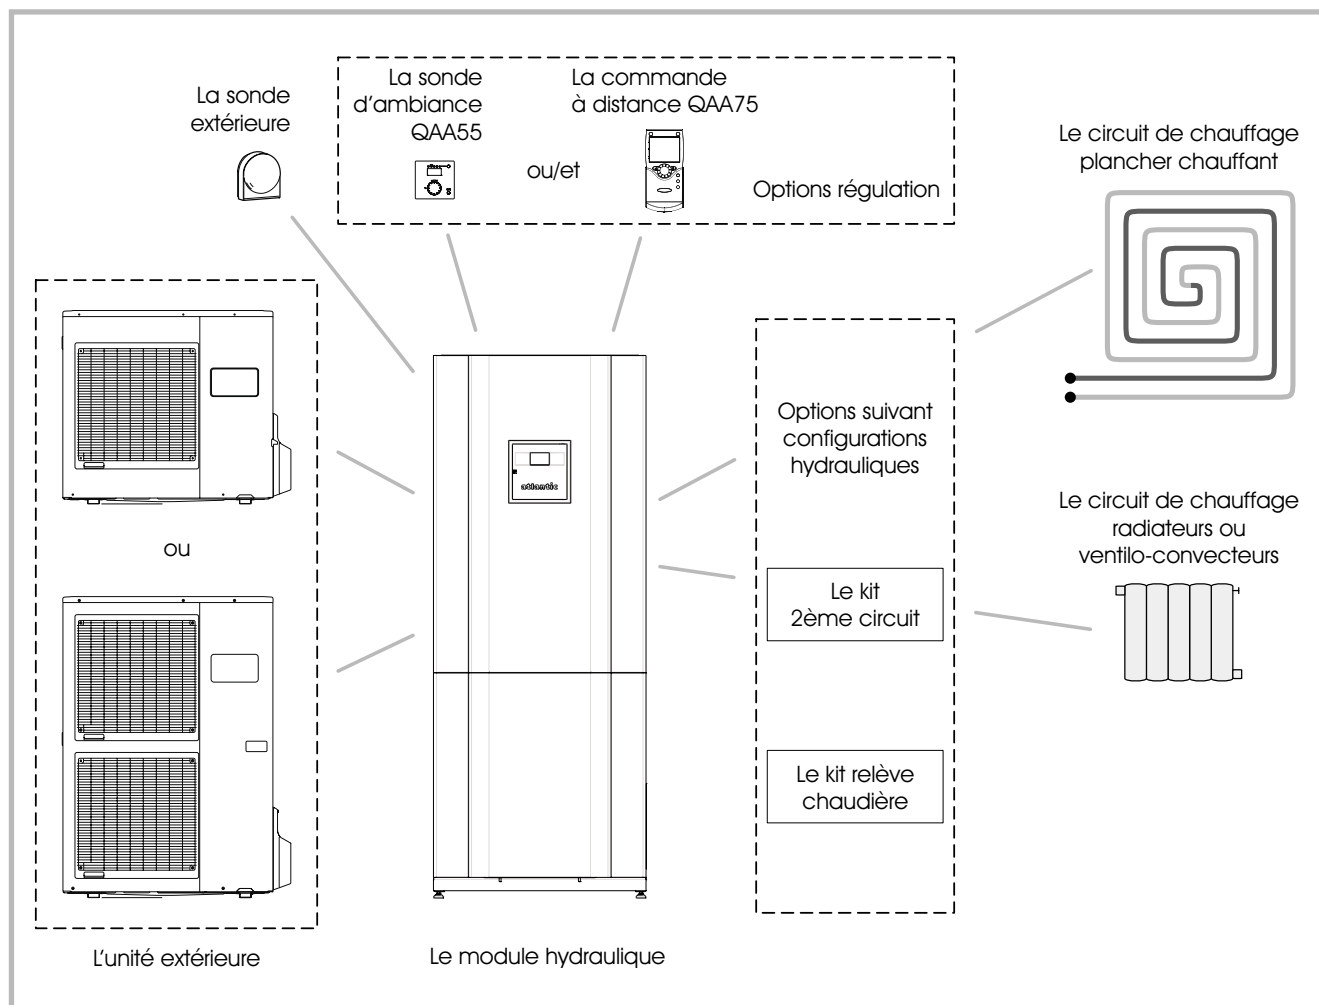 La sonde
extérieure
La sonde
d'ambiance
QAA55
ou/et
La commande
à distance QAA75
Options régulation
Le circuit de chauffage
plancher chauffant
ou
L'unité extérieure
atlantic
Le module hydraulique
Options suivant
configurations
hydrauliques
Le kit
2ème circuit
Le kit relève
chaudière
Le circuit de chauffage
radiateurs ou
ventilo-convecteurs